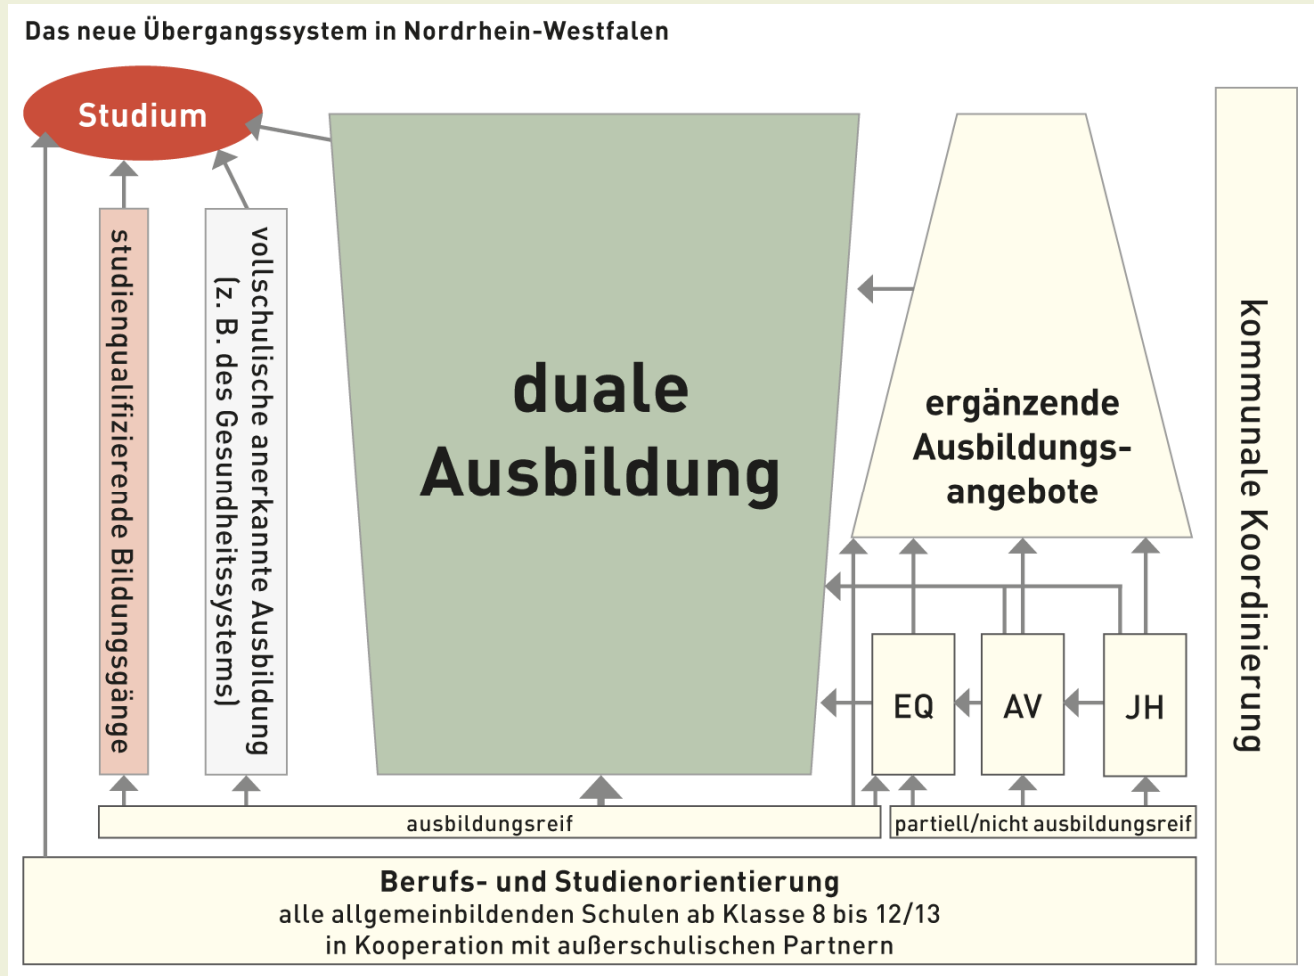 Das neue Übergangssystem in Nordrhein-Westfalen
Studium
studienqualifizierende Bildungsgänge
vollschulische anerkannte Ausbildung
(z. B. des Gesundheitssystems)
duale
Ausbildung
ergänzende
Ausbildungs-
angebote
EQ
AV
JH
kommunale Koordinierung
ausbildungsreif
partiell/nicht ausbildungsreif
Berufs- und Studienorientierung
alle allgemeinbildenden Schulen ab Klasse 8 bis 12/13
in Kooperation mit außerschulischen Partnern